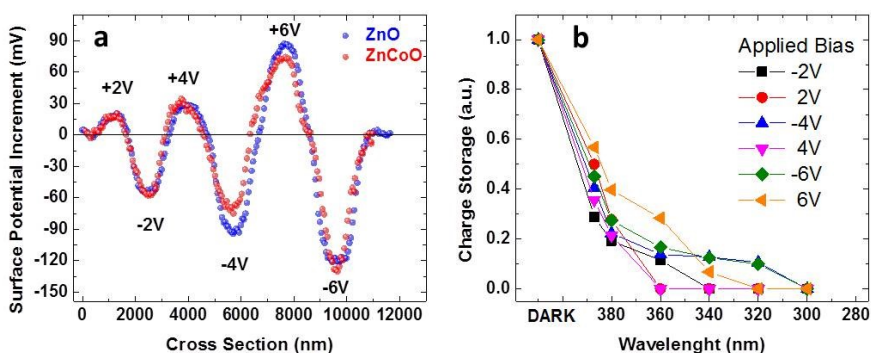 a
+2V
+4V
+6V
-2V
-4V
-6V
ZnO
ZnCoO
90
60
30
0
-30
-60
-90
-120
-150
Surface Potential Increment (mV)
0 2000 4000 6000 8000 10000 12000
Cross Section (nm)
b
Applied Bias
-2V
2V
-4V
4V
-6V
6V
1.0
0.8
0.6
0.4
0.2
0.0
Charge Storage (a.u.)
DARK 380 360 340 320 300 280
Wavelenght (nm)